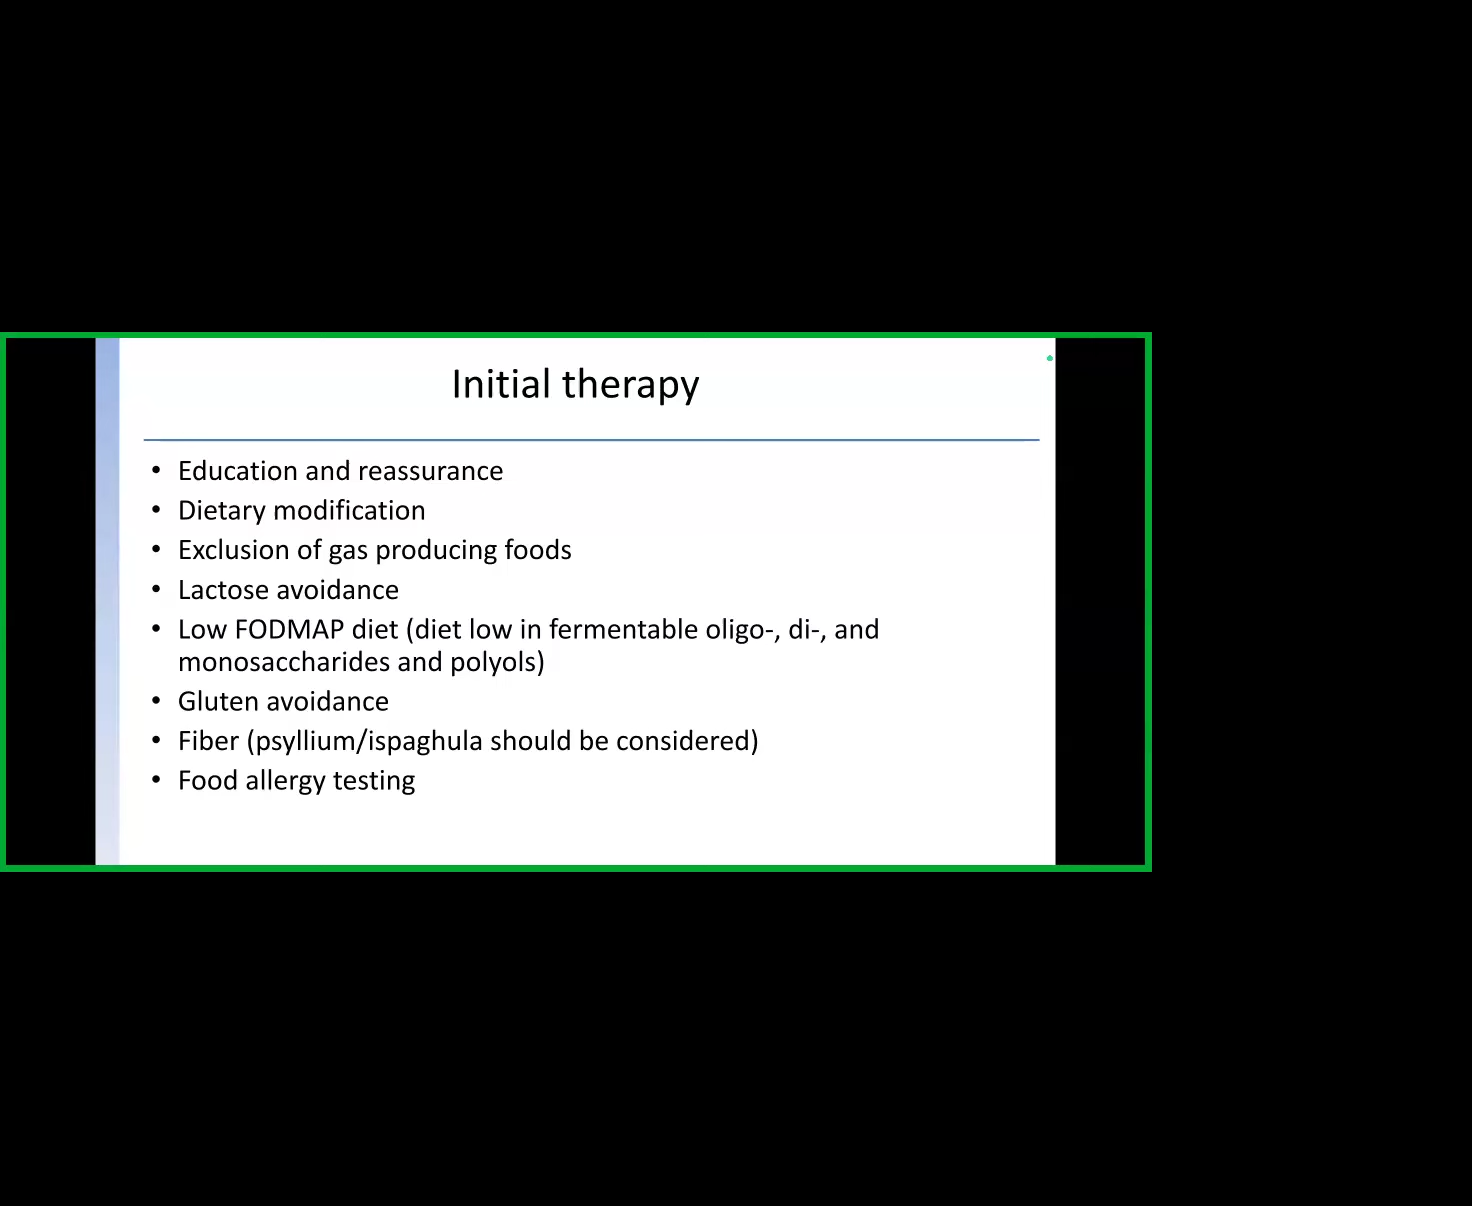 Initial therapy
• Education and reassurance
• Dietary modification
• Exclusion of gas producing foods
• Lactose avoidance
• Low FODMAP diet (diet low in fermentable oligo-, di-, and
monosaccharides and polyols)
• Gluten avoidance
• Fiber (psyllium/ispaghula should be considered)
• Food allergy testing